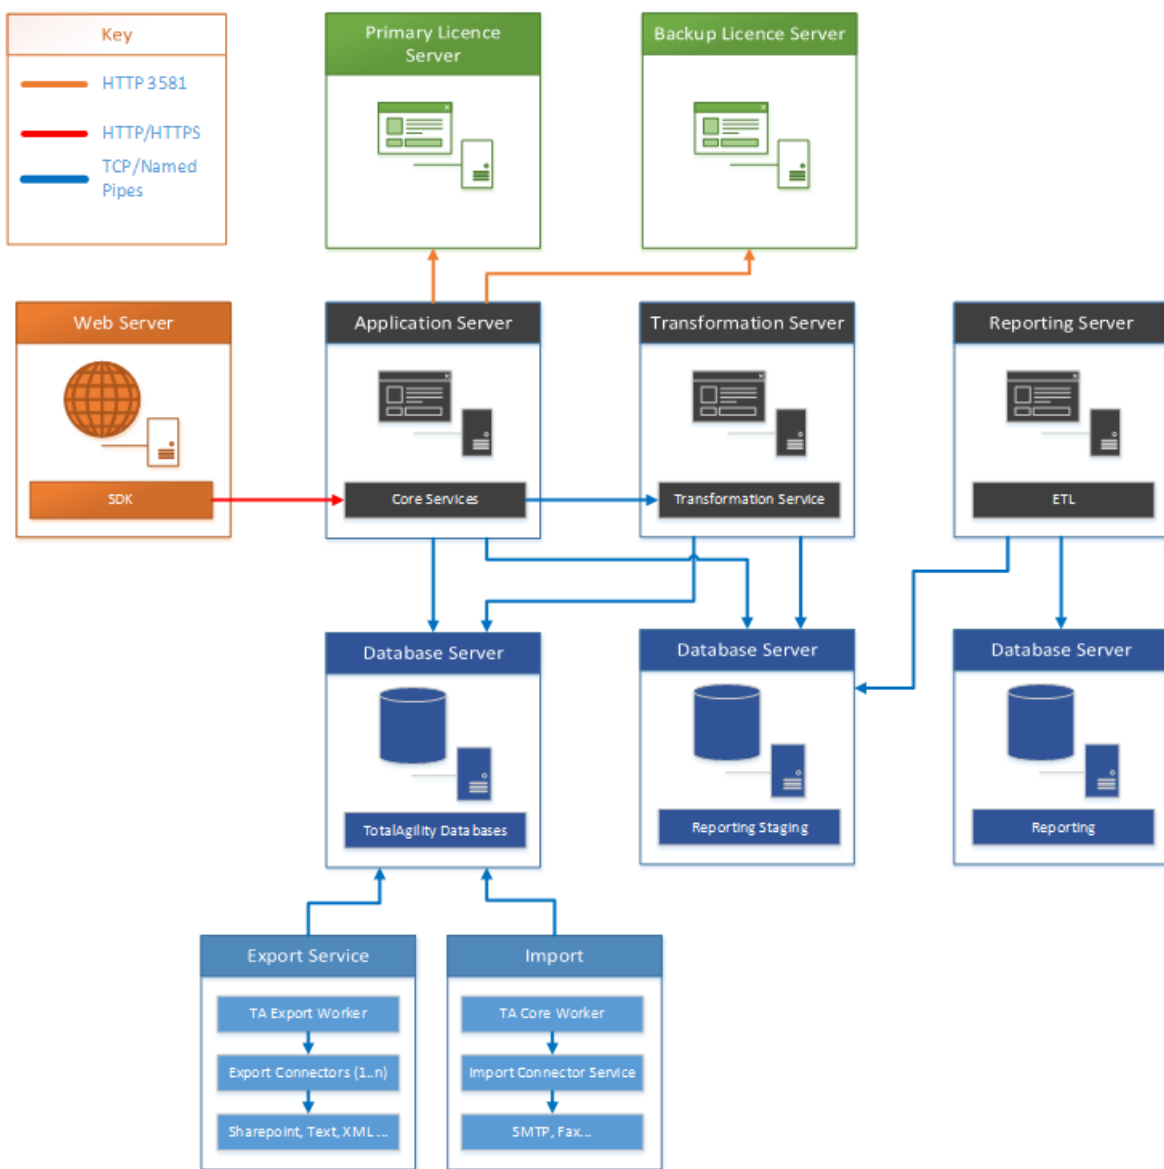 Key
HTTP 3581
HTTP/HTTPS
TCP/Named
Pipes
Primary Licence
Server
Backup Licence Server
Web Server
SDK
Application Server
Core Services
Transformation Server
Transformation Service
Reporting Server
ETL
Database Server
TotalAgility Databases
Database Server
Reporting Staging
Database Server
Reporting
Export Service
TA Export Worker
Export Connectors (1..n)
Sharepoint, Text, XML ...
Import
TA Core Worker
Import Connector Service
SMTP, Fax...